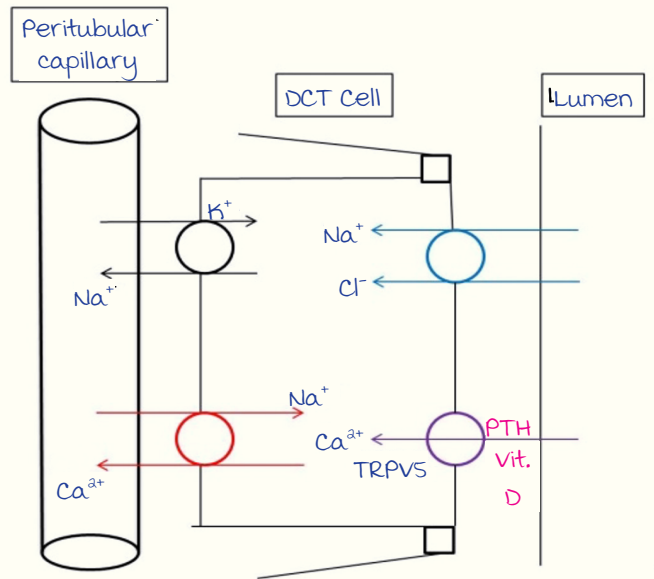 Peritubular
capillary
DCT Cell
Lumen
K⁺
Na⁺
Na⁺
Cl⁻
Na⁺
Ca²⁺
Ca²⁺
TRPV5
PTH
Vit.
D